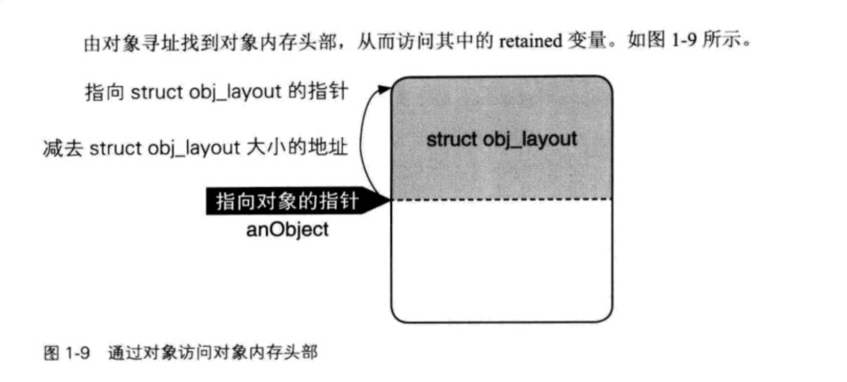 由对象寻址找到对象内存头部，从而访问其中的 retained 变量。如图 1-9 所示。
指向 struct obj_layout 的指针
减去 struct obj_layout 大小的地址
struct obj_layout
指向对象的指针
anObject
图 1-9 通过对象访问对象内存头部